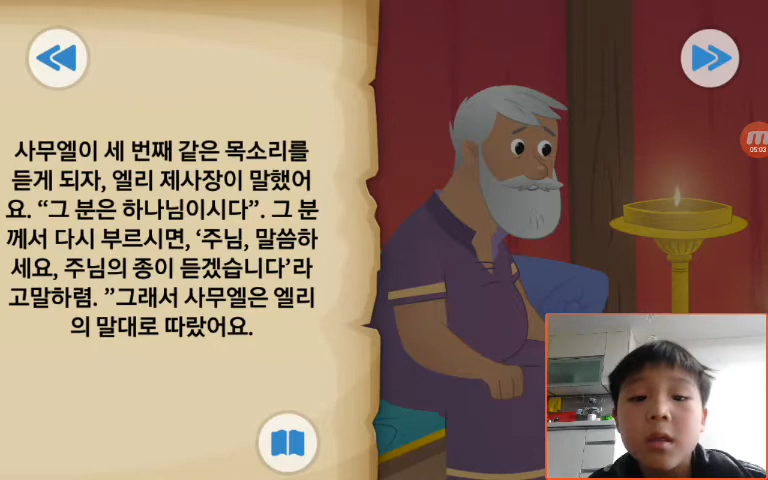 사무엘이 세 번째 같은 목소리를
듣게 되자, 엘리 제사장이 말했어
요. “그 분은 하나님이시다”. 그 분
께서 다시 부르시면, ‘주님, 말씀하
세요, 주님의 종이 듣겠습니다’라
고말하렴. ”그래서 사무엘은 엘리
의 말대로 따랐어요.
05:03